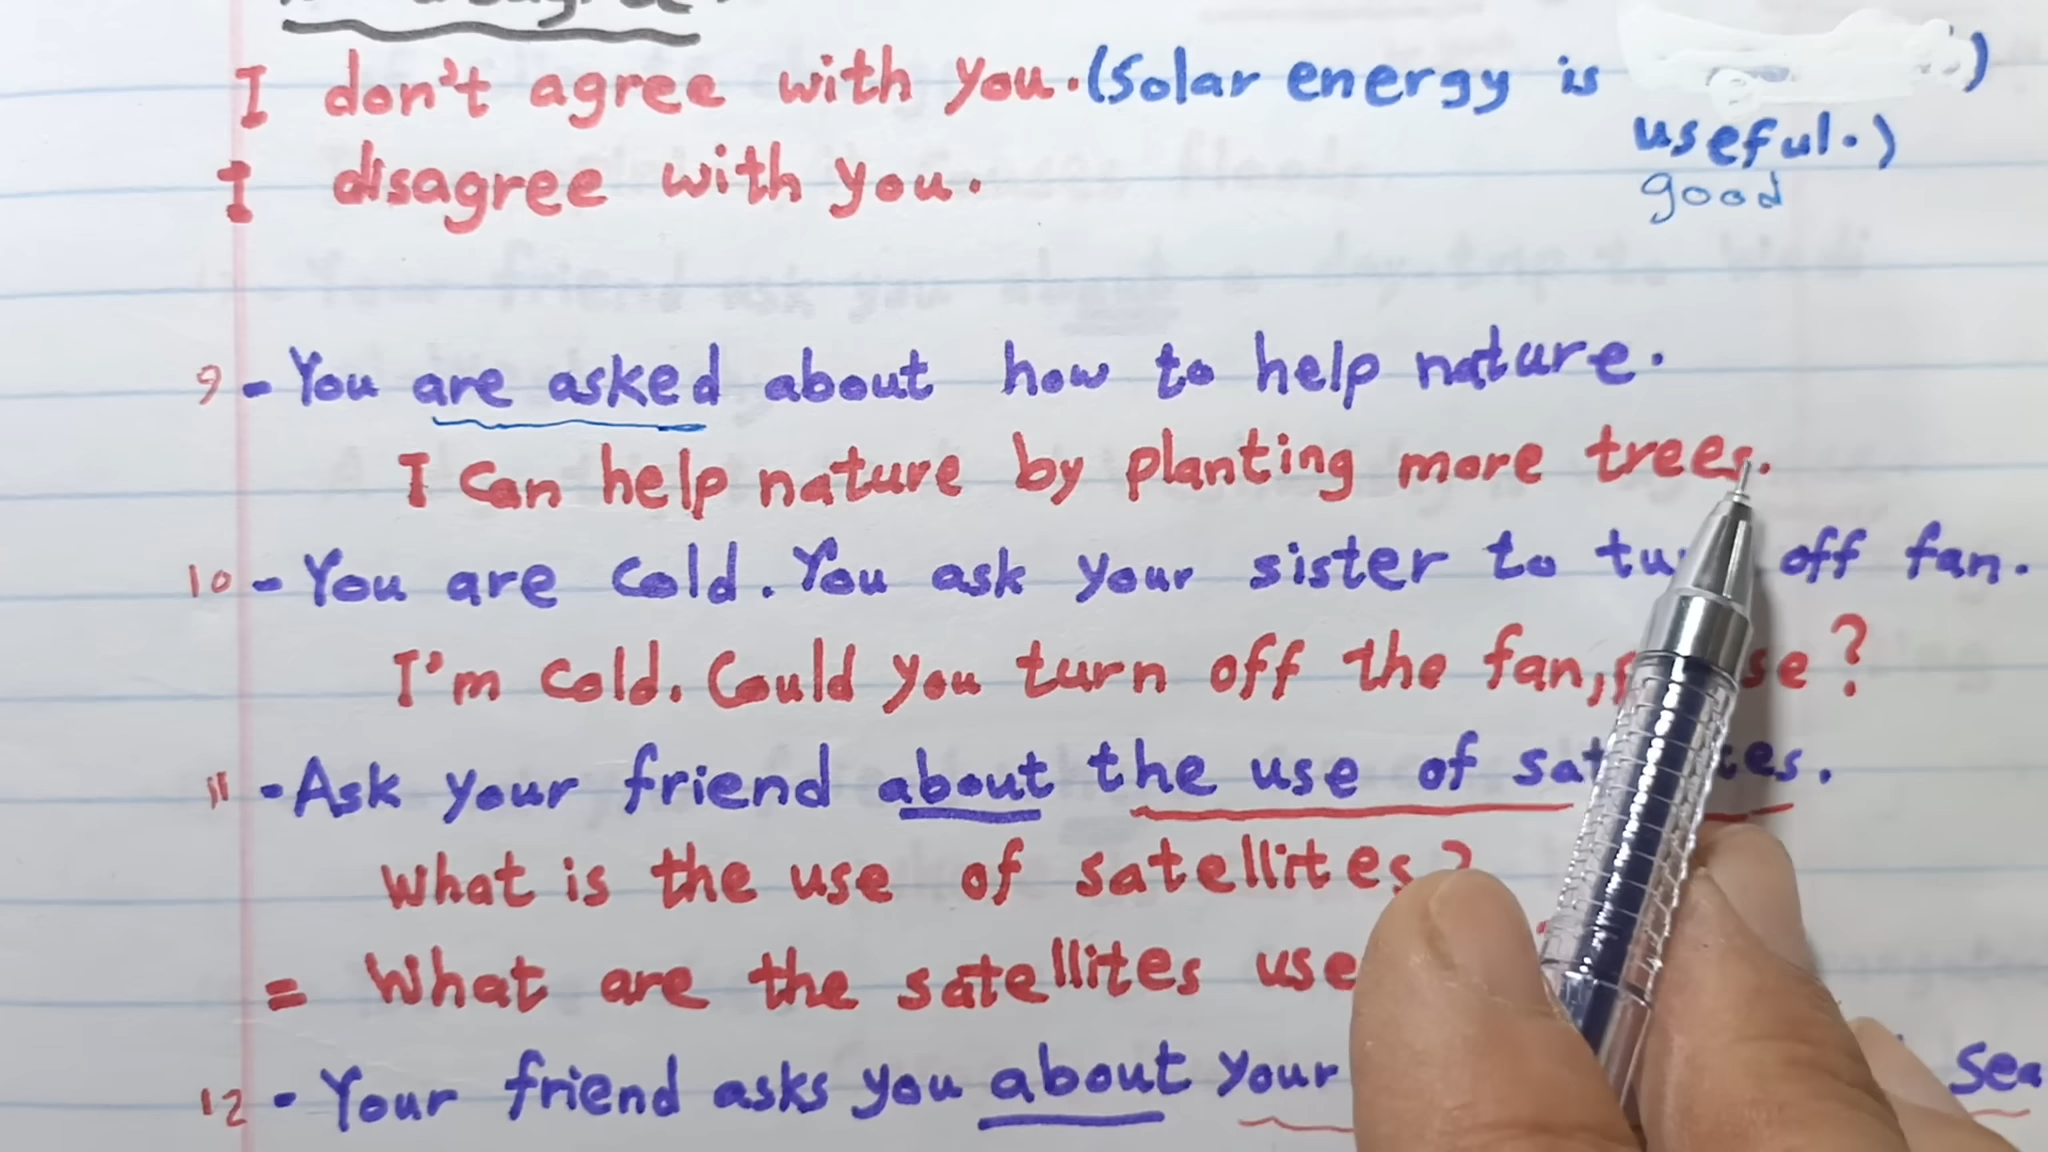 disagree
I don't agree with you. (Solar energy is )
useful.)
good
I disagree with you.
9 - You are asked about how to help nature.
I can help nature by planting more trees.
10 - You are cold. You ask your sister to off fan.
I'm cold. Could you turn off the fan, ?
11 - Ask your friend about the use of .
What is the use of satellites?
= What are the satellites
12 - Your friend asks you about your